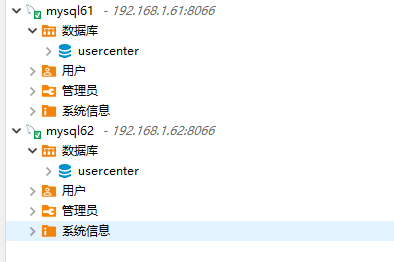 mysql61 - 192.168.1.61:8066
数据库
usercenter
用户
管理员
系统信息
mysql62 - 192.168.1.62:8066
数据库
usercenter
用户
管理员
系统信息